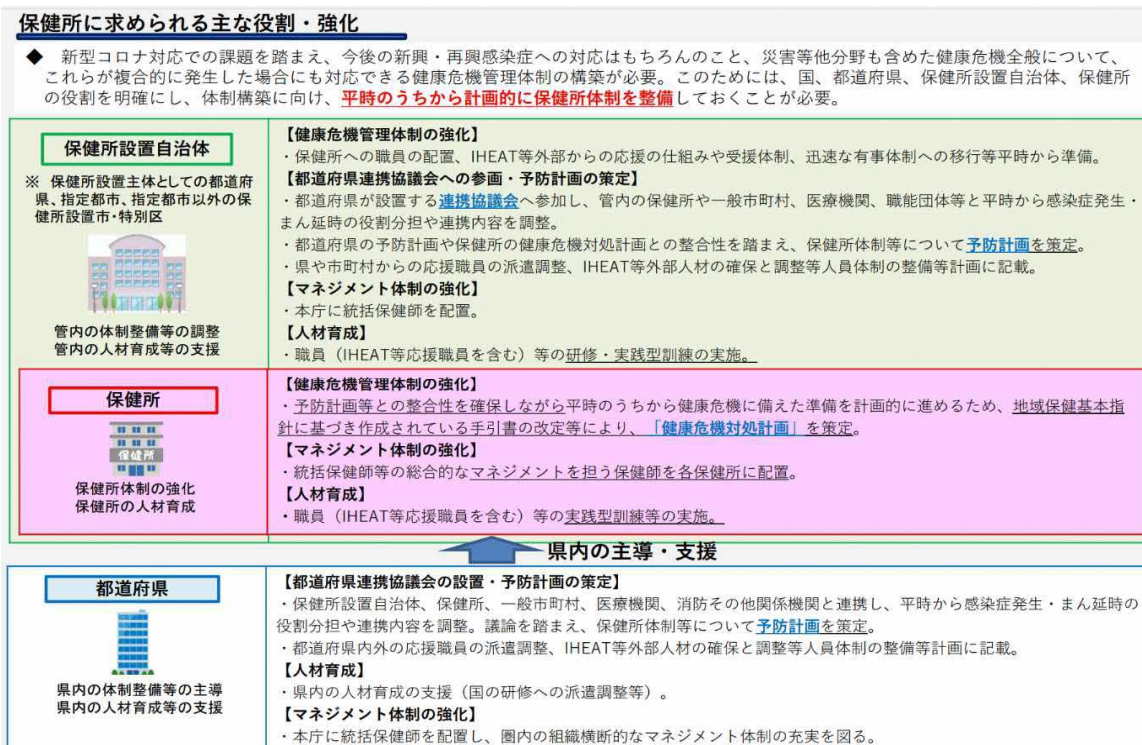 保健所に求められる主な役割・強化
◆ 新型コロナ対応での課題を踏まえ、今後の新興・再興感染症への対応はもちろんのこと、災害等他分野も含めた健康危機全般について、
これらが複合的に発生した場合にも対応できる健康危機管理体制の構築が必要。このためには、国、都道府県、保健所設置自治体、保健所
の役割を明確にし、体制構築に向け、平時のうちから計画的に保健所体制を整備しておくことが必要。
保健所設置自治体
※ 保健所設置主体としての都道府
県、指定都市、指定都市以外の保
健所設置市・特別区
管内の体制整備等の調整
管内の人材育成等の支援
【健康危機管理体制の強化】
・保健所への職員の配置、IHEAT等外部からの応援の仕組みや受援体制、迅速な有事体制への移行等平時から準備。
【都道府県連携協議会への参画・予防計画の策定】
・都道府県が設置する連携協議会へ参加し、管内の保健所や一般市町村、医療機関、職能団体等と平時から感染症発生・
まん延時の役割分担や連携内容を調整。
・都道府県の予防計画や保健所の健康危機対処計画との整合性を踏まえ、保健所体制等について予防計画を策定。
・県や市町村からの応援職員の派遣調整、IHEAT等外部人材の確保と調整等人員体制の整備等計画に記載。
【マネジメント体制の強化】
・本庁に統括保健師を配置。
【人材育成】
・職員（IHEAT等応援職員を含む）等の研修・実践型訓練の実施。
保健所
保健所
保健所体制の強化
保健所の人材育成
【健康危機管理体制の強化】
・予防計画等との整合性を確保しながら平時のうちから健康危機に備えた準備を計画的に進めるため、地域保健基本指
針に基づき作成されている手引書の改定等により、「健康危機対処計画」を策定。
【マネジメント体制の強化】
・統括保健師等の総合的なマネジメントを担う保健師を各保健所に配置。
【人材育成】
・職員（IHEAT等応援職員を含む）等の実践型訓練等の実施。
県内の主導・支援
都道府県
県内の体制整備等の主導
県内の人材育成等の支援
【都道府県連携協議会の設置・予防計画の策定】
・保健所設置自治体、保健所、一般市町村、医療機関、消防その他関係機関と連携し、平時から感染症発生・まん延時の
役割分担や連携内容を調整。議論を踏まえ、保健所体制等について予防計画を策定。
・都道府県内外の応援職員の派遣調整、IHEAT等外部人材の確保と調整等人員体制の整備等計画に記載。
【人材育成】
・県内の人材育成の支援（国の研修への派遣調整等）。
【マネジメント体制の強化】
・本庁に統括保健師を配置し、圏内の組織横断的なマネジメント体制の充実を図る。